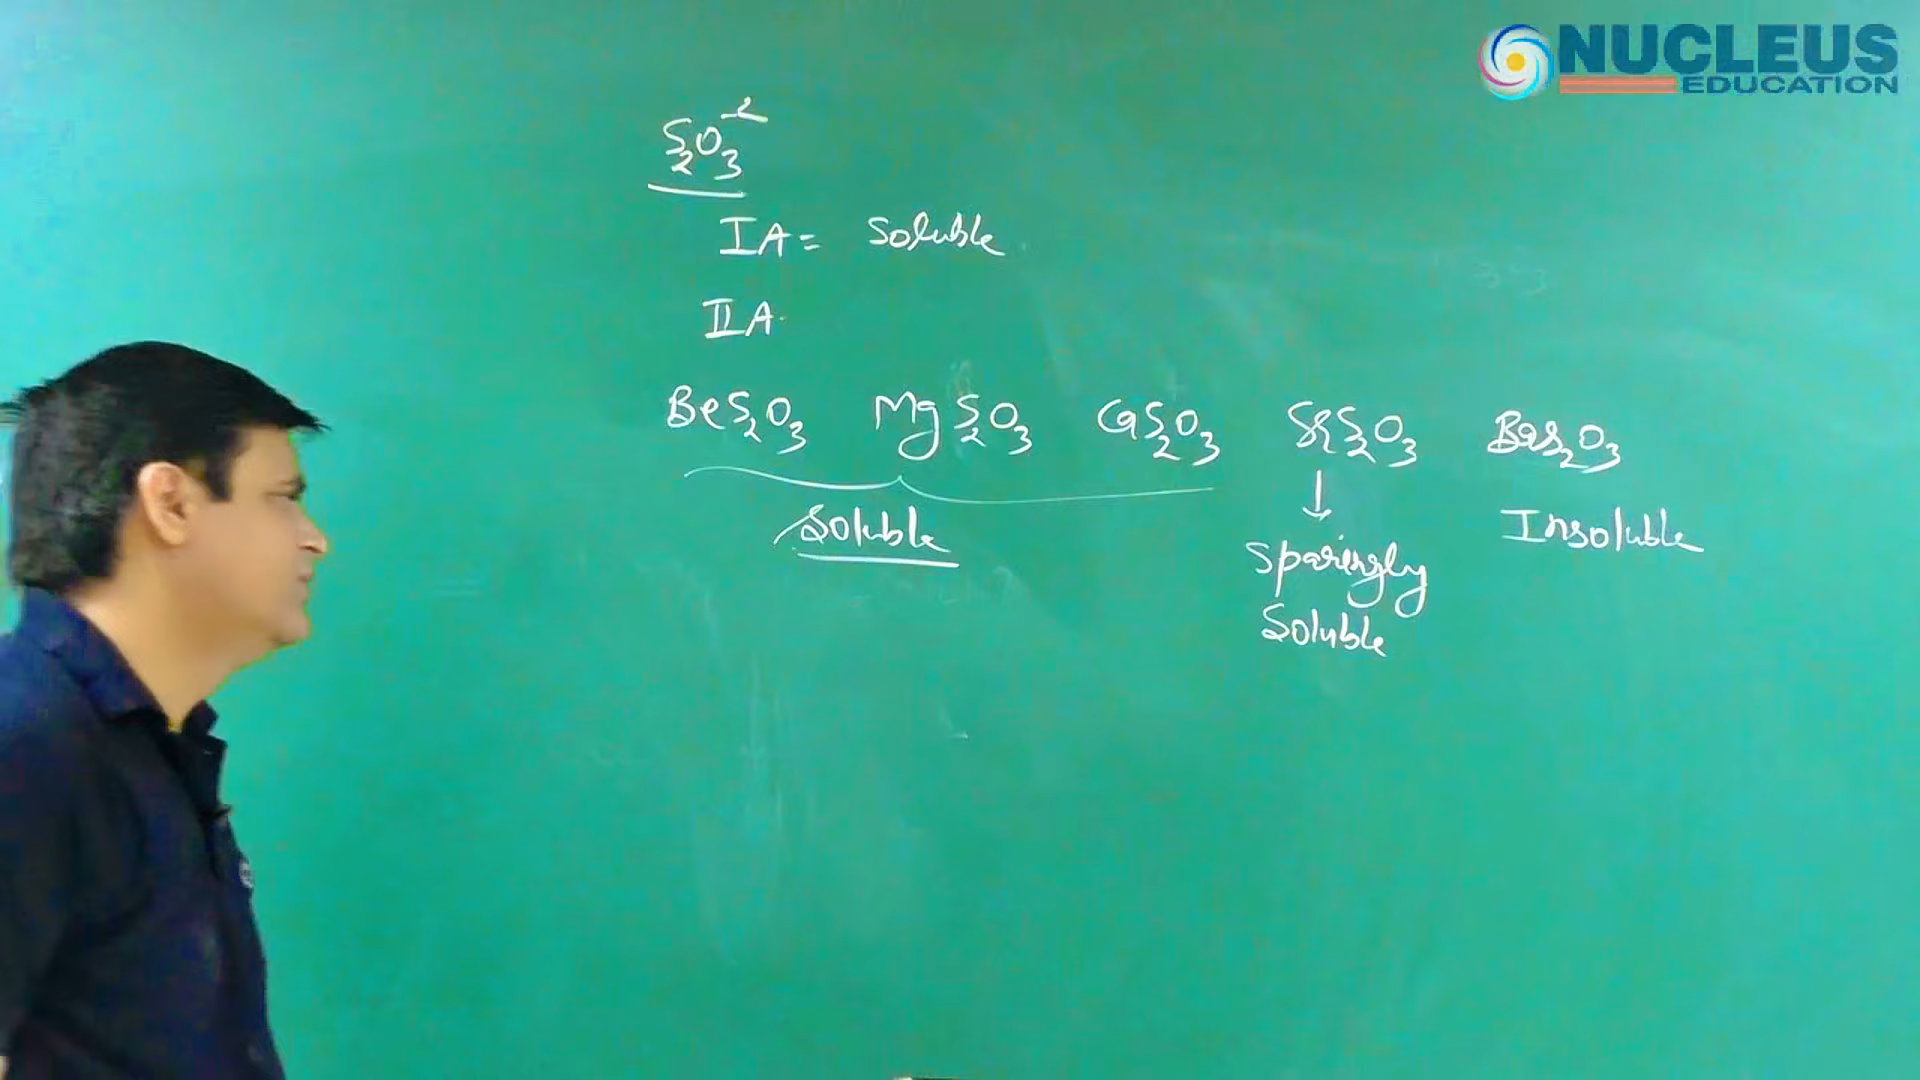 NUCLEUS
EDUCATION
S₂O₃⁻²
IA = Soluble
IIA
BeS₂O₃ MgS₂O₃ CaS₂O₃ SrS₂O₃ BaS₂O₃
Soluble
↓
Insoluble
Sparingly
Soluble